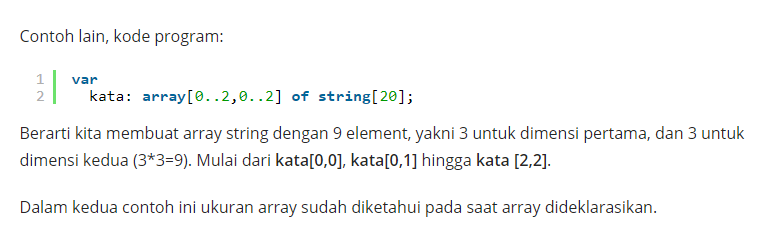 Contoh lain, kode program:
1 var
2 kata: array[0..2,0..2] of string[20];
Berarti kita membuat array string dengan 9 element, yakni 3 untuk dimensi pertama, dan 3 untuk
dimensi kedua (3*3=9). Mulai dari kata[0,0], kata[0,1] hingga kata [2,2].
Dalam kedua contoh ini ukuran array sudah diketahui pada saat array dideklarasikan.